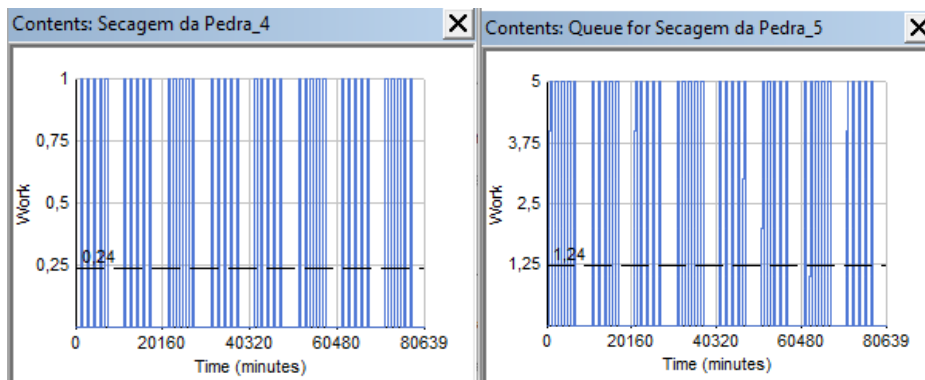 Contents: Secagem da Pedra_4
1
0,75
0,5
0,25
Work
0,24
0 20160 40320 60480 80639
Time (minutes)
Contents: Queue for Secagem da Pedra_5
5
3,75
2,5
1,25
Work
1,24
0 20160 40320 60480 80639
Time (minutes)